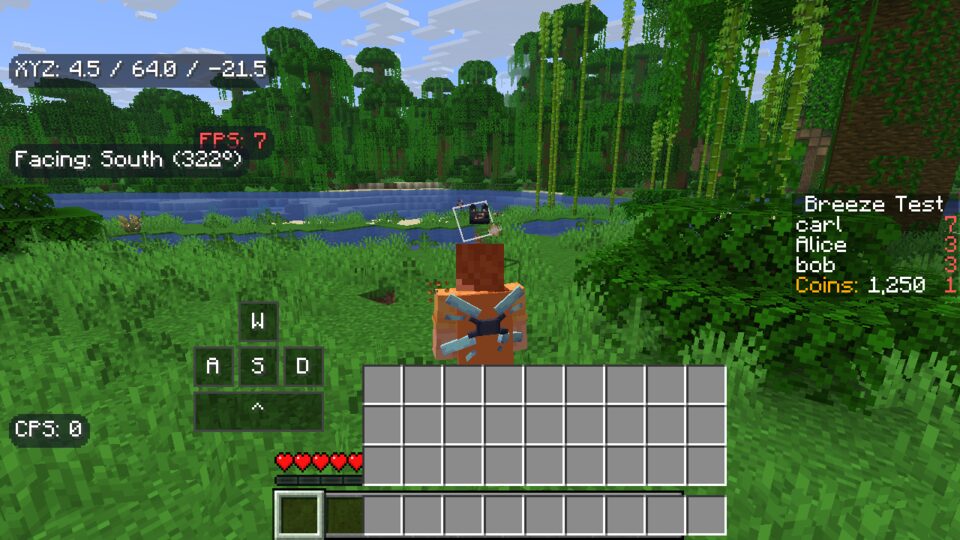 XYZ: 4.5 / 64.0 / -21.5
FPS: 7
Facing: South (322°)
Breeze Test
carl 7
Alice 3
bob 3
Coins: 1,250 1
W
A S D
^
CPS: 0